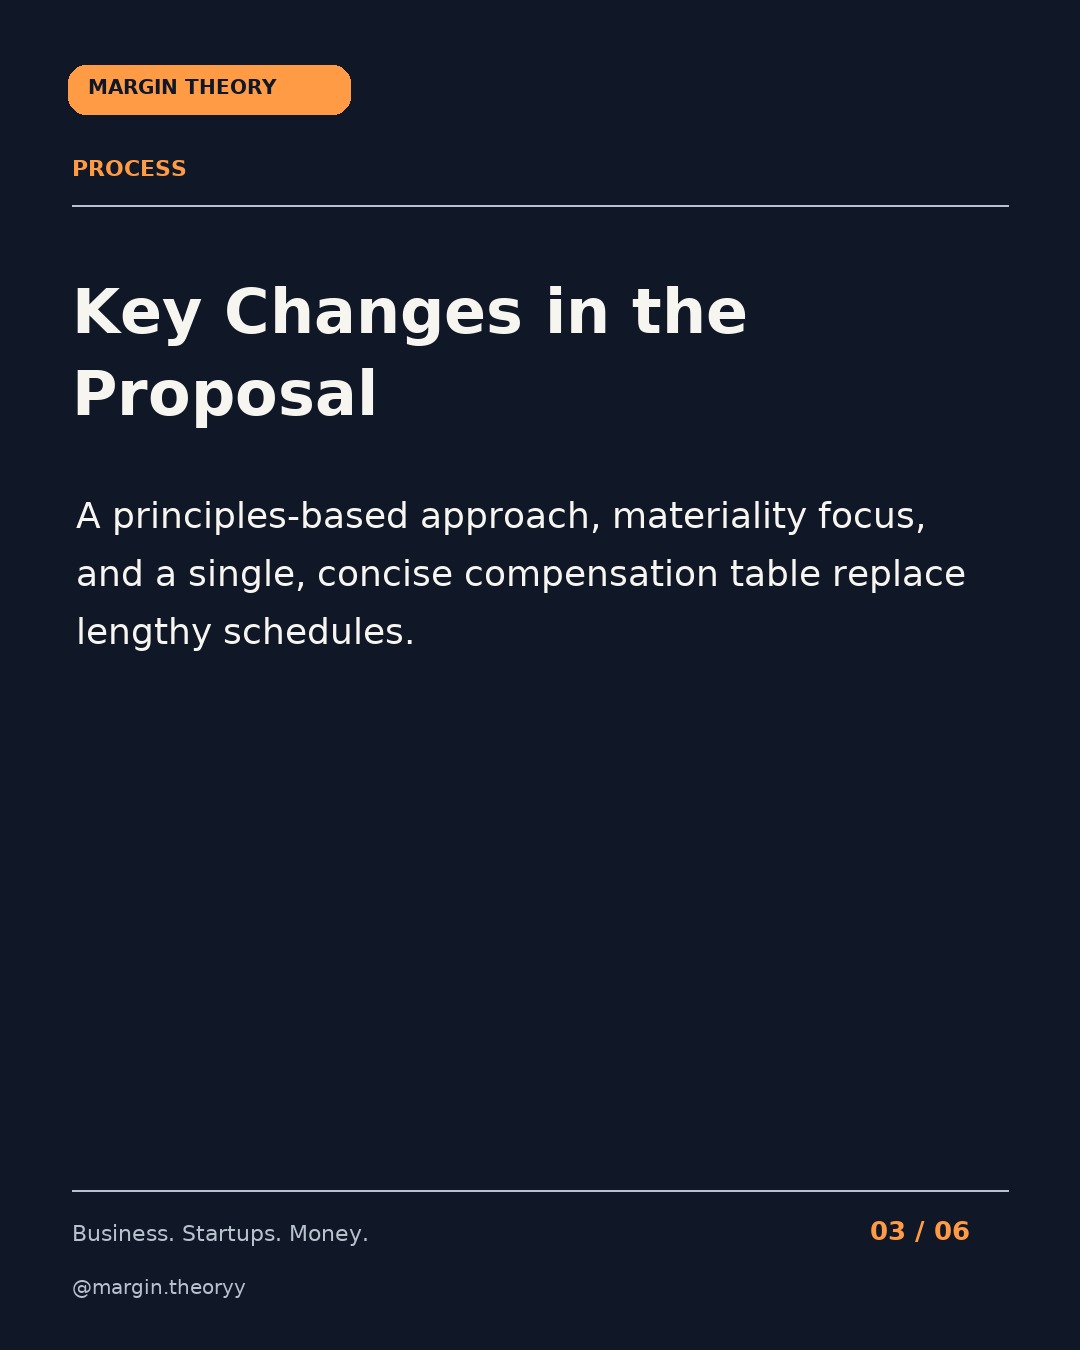 MARGIN THEORY
PROCESS
Key Changes in the
Proposal
A principles-based approach, materiality focus,
and a single, concise compensation table replace
lengthy schedules.
Business. Startups. Money.
03 / 06
@margin.theoryy